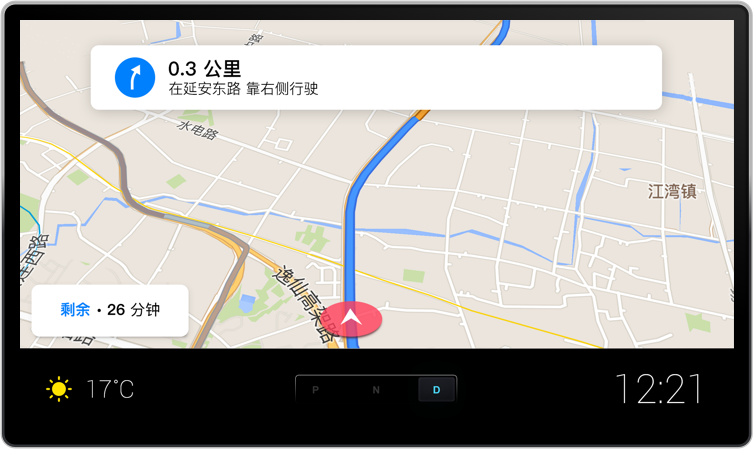 0.3 公里
在延安东路 靠右侧行驶
水电路
江湾镇
逸仙高架路
剩余 • 26 分钟
17°C
P N D
12:21